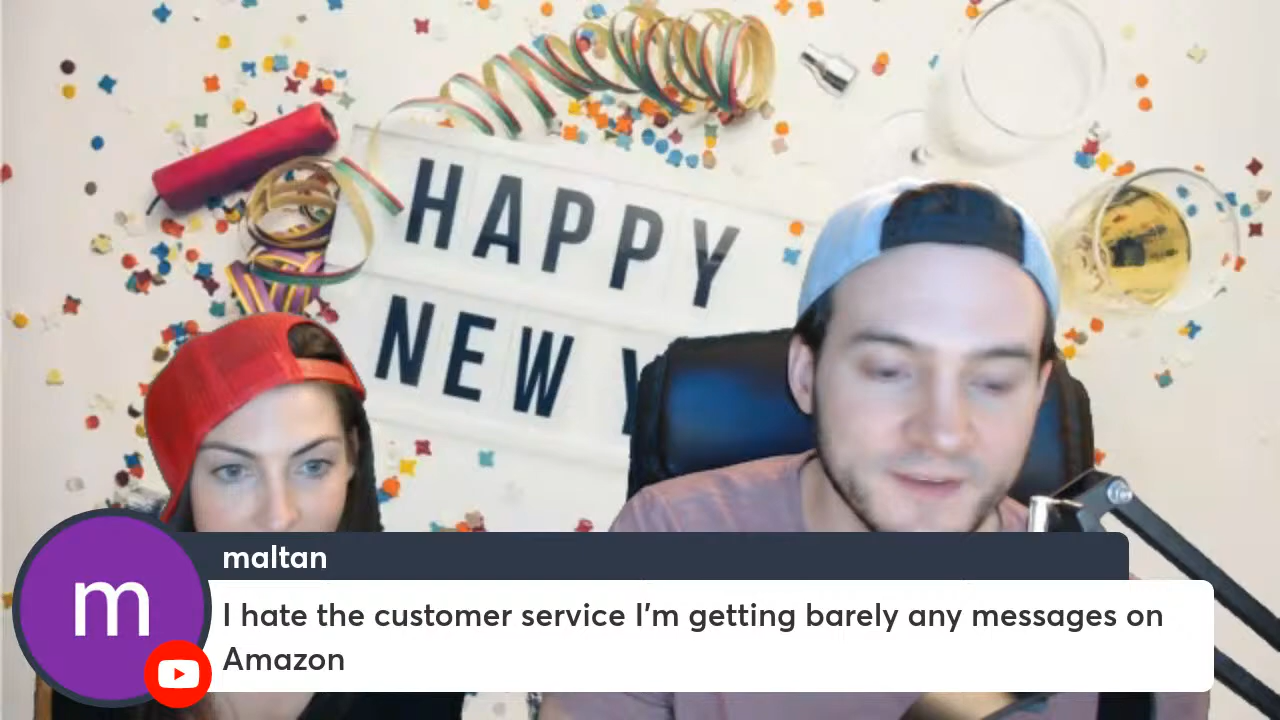 HAPPY
NEW Y
maltan
m
I hate the customer service I'm getting barely any messages on
Amazon